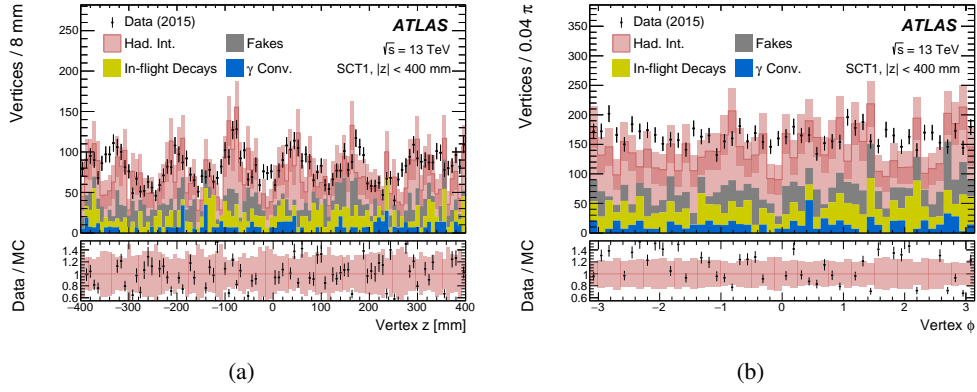 Vertices / 8 mm
250
200
150
100
50
0
Data (2015)
Had. Int.
Fakes
In-flight Decays
γ Conv.
ATLAS
√s = 13 TeV
SCT1, |z| < 400 mm
Data / MC
1.4
1.2
1
0.8
0.6
−400 −300 −200 −100 0 100 200 300 400
Vertex z [mm]
(a)
Vertices / 0.04 π
350
300
250
200
150
100
50
0
Data (2015)
Had. Int.
Fakes
In-flight Decays
γ Conv.
ATLAS
√s = 13 TeV
SCT1, |z| < 400 mm
Data / MC
1.4
1.2
1
0.8
0.6
−3 −2 −1 0 1 2 3
Vertex ϕ
(b)